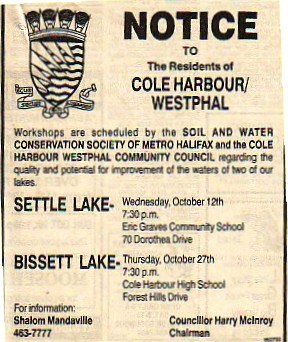 NOTICE
TO
The Residents of
COLE HARBOUR/
WESTPHAL
Workshops are scheduled by the SOIL AND WATER
CONSERVATION SOCIETY OF METRO HALIFAX and the COLE
HARBOUR WESTPHAL COMMUNITY COUNCIL regarding the
quality and potential for improvement of the waters of two of our
lakes.
SETTLE LAKE- Wednesday, October 12th
7:30 p.m.
Eric Graves Community School
70 Dorothea Drive
BISSETT LAKE- Thursday, October 27th
7:30 p.m.
Cole Harbour High School
Forest Hills Drive
For information:
Shalom Mandaville
463-7777
Councillor Harry McInroy
Chairman